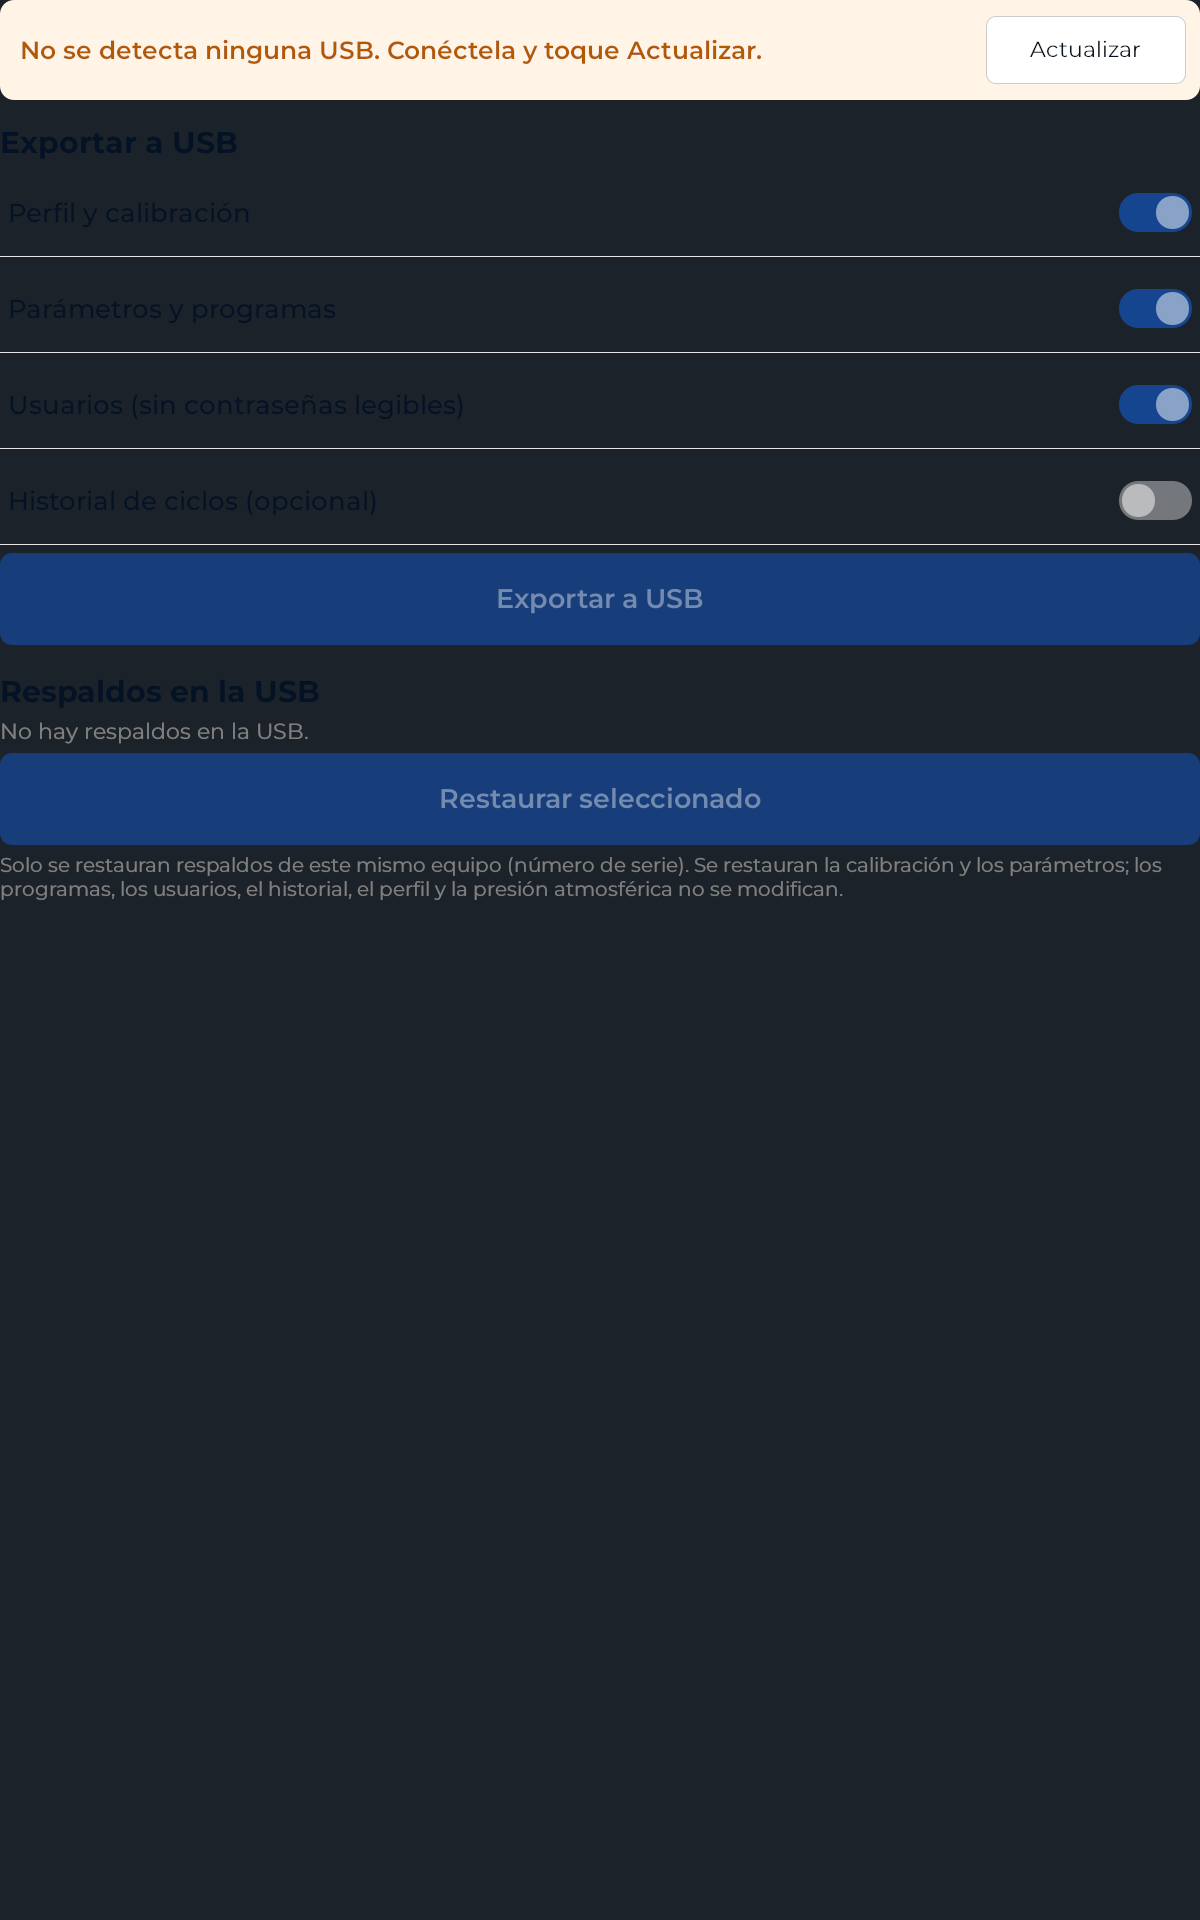 No se detecta ninguna USB. Conéctela y toque Actualizar.
Actualizar
Exportar a USB
Perfil y calibración
Parámetros y programas
Usuarios (sin contraseñas legibles)
Historial de ciclos (opcional)
Exportar a USB
Respaldos en la USB
No hay respaldos en la USB.
Restaurar seleccionado
Solo se restauran respaldos de este mismo equipo (número de serie). Se restauran la calibración y los parámetros; los
programas, los usuarios, el historial, el perfil y la presión atmosférica no se modifican.